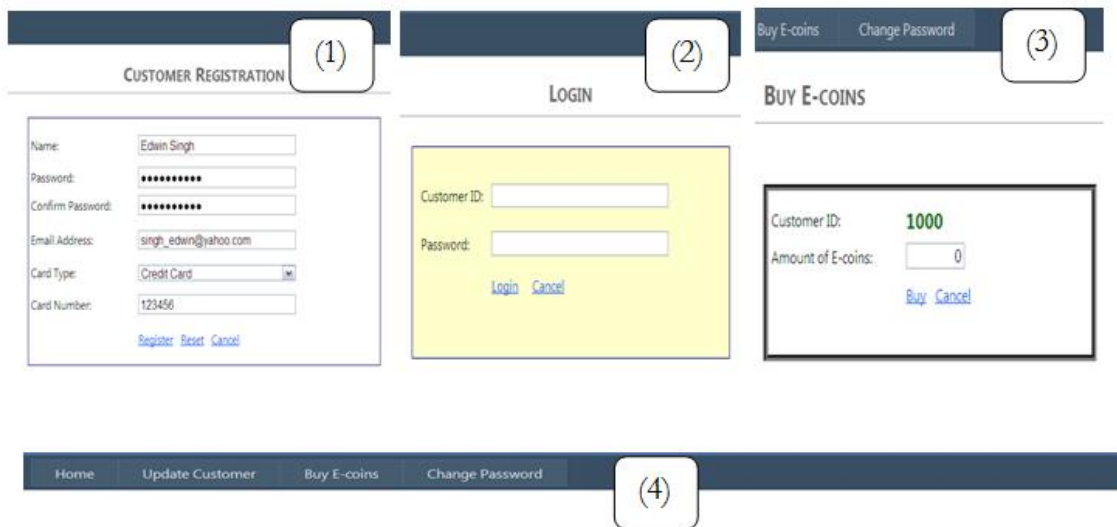 (1)
CUSTOMER REGISTRATION
Name: Edwin Singh
Password: ••••••••••
Confirm Password: ••••••••••
Email Address: singh_edwin@yahoo.com
Card Type: Credit Card
Card Number: 123456
Register Reset Cancel
(2)
LOGIN
Customer ID:
Password:
Login Cancel
Buy E-coins Change Password
(3)
BUY E-COINS
Customer ID: 1000
Amount of E-coins: 0
Buy Cancel
Home Update Customer Buy E-coins Change Password
(4)